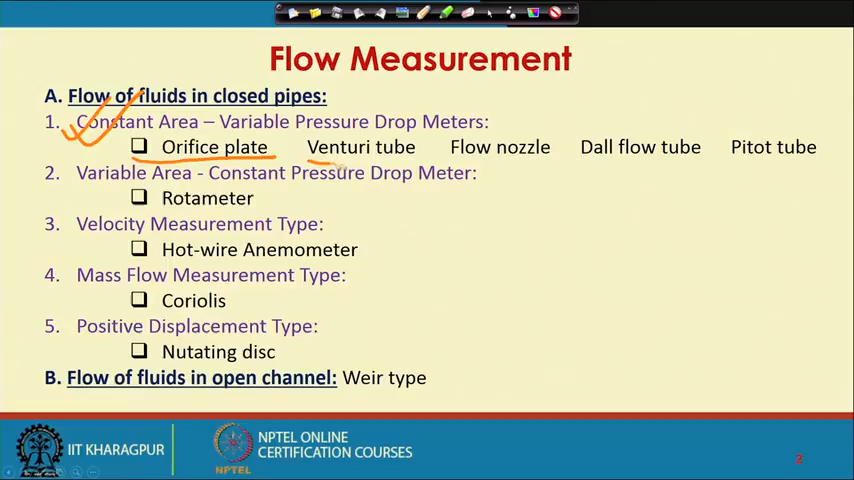 Flow Measurement
A. Flow of fluids in closed pipes:
1. Constant Area – Variable Pressure Drop Meters:
❑ Orifice plate Venturi tube Flow nozzle Dall flow tube Pitot tube
2. Variable Area - Constant Pressure Drop Meter:
❑ Rotameter
3. Velocity Measurement Type:
❑ Hot-wire Anemometer
4. Mass Flow Measurement Type:
❑ Coriolis
5. Positive Displacement Type:
❑ Nutating disc
B. Flow of fluids in open channel: Weir type
IIT KHARAGPUR
NPTEL
NPTEL ONLINE
CERTIFICATION COURSES
2